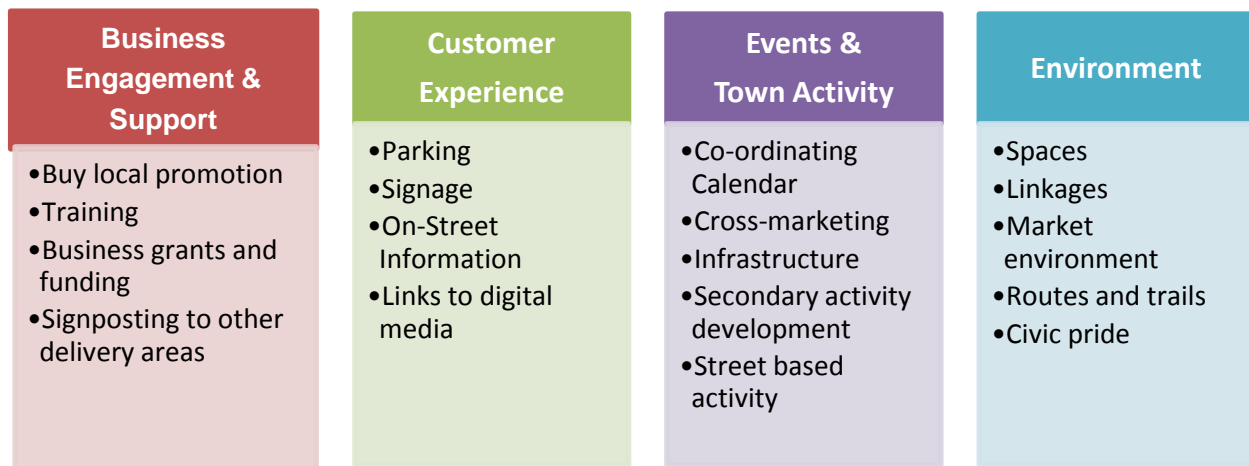 Business
Engagement &
Support
•Buy local promotion
•Training
•Business grants and
funding
•Signposting to other
delivery areas
Customer
Experience
•Parking
•Signage
•On-Street
Information
•Links to digital
media
Events &
Town Activity
•Co-ordinating
Calendar
•Cross-marketing
•Infrastructure
•Secondary activity
development
•Street based
activity
Environment
•Spaces
•Linkages
•Market
environment
•Routes and trails
•Civic pride